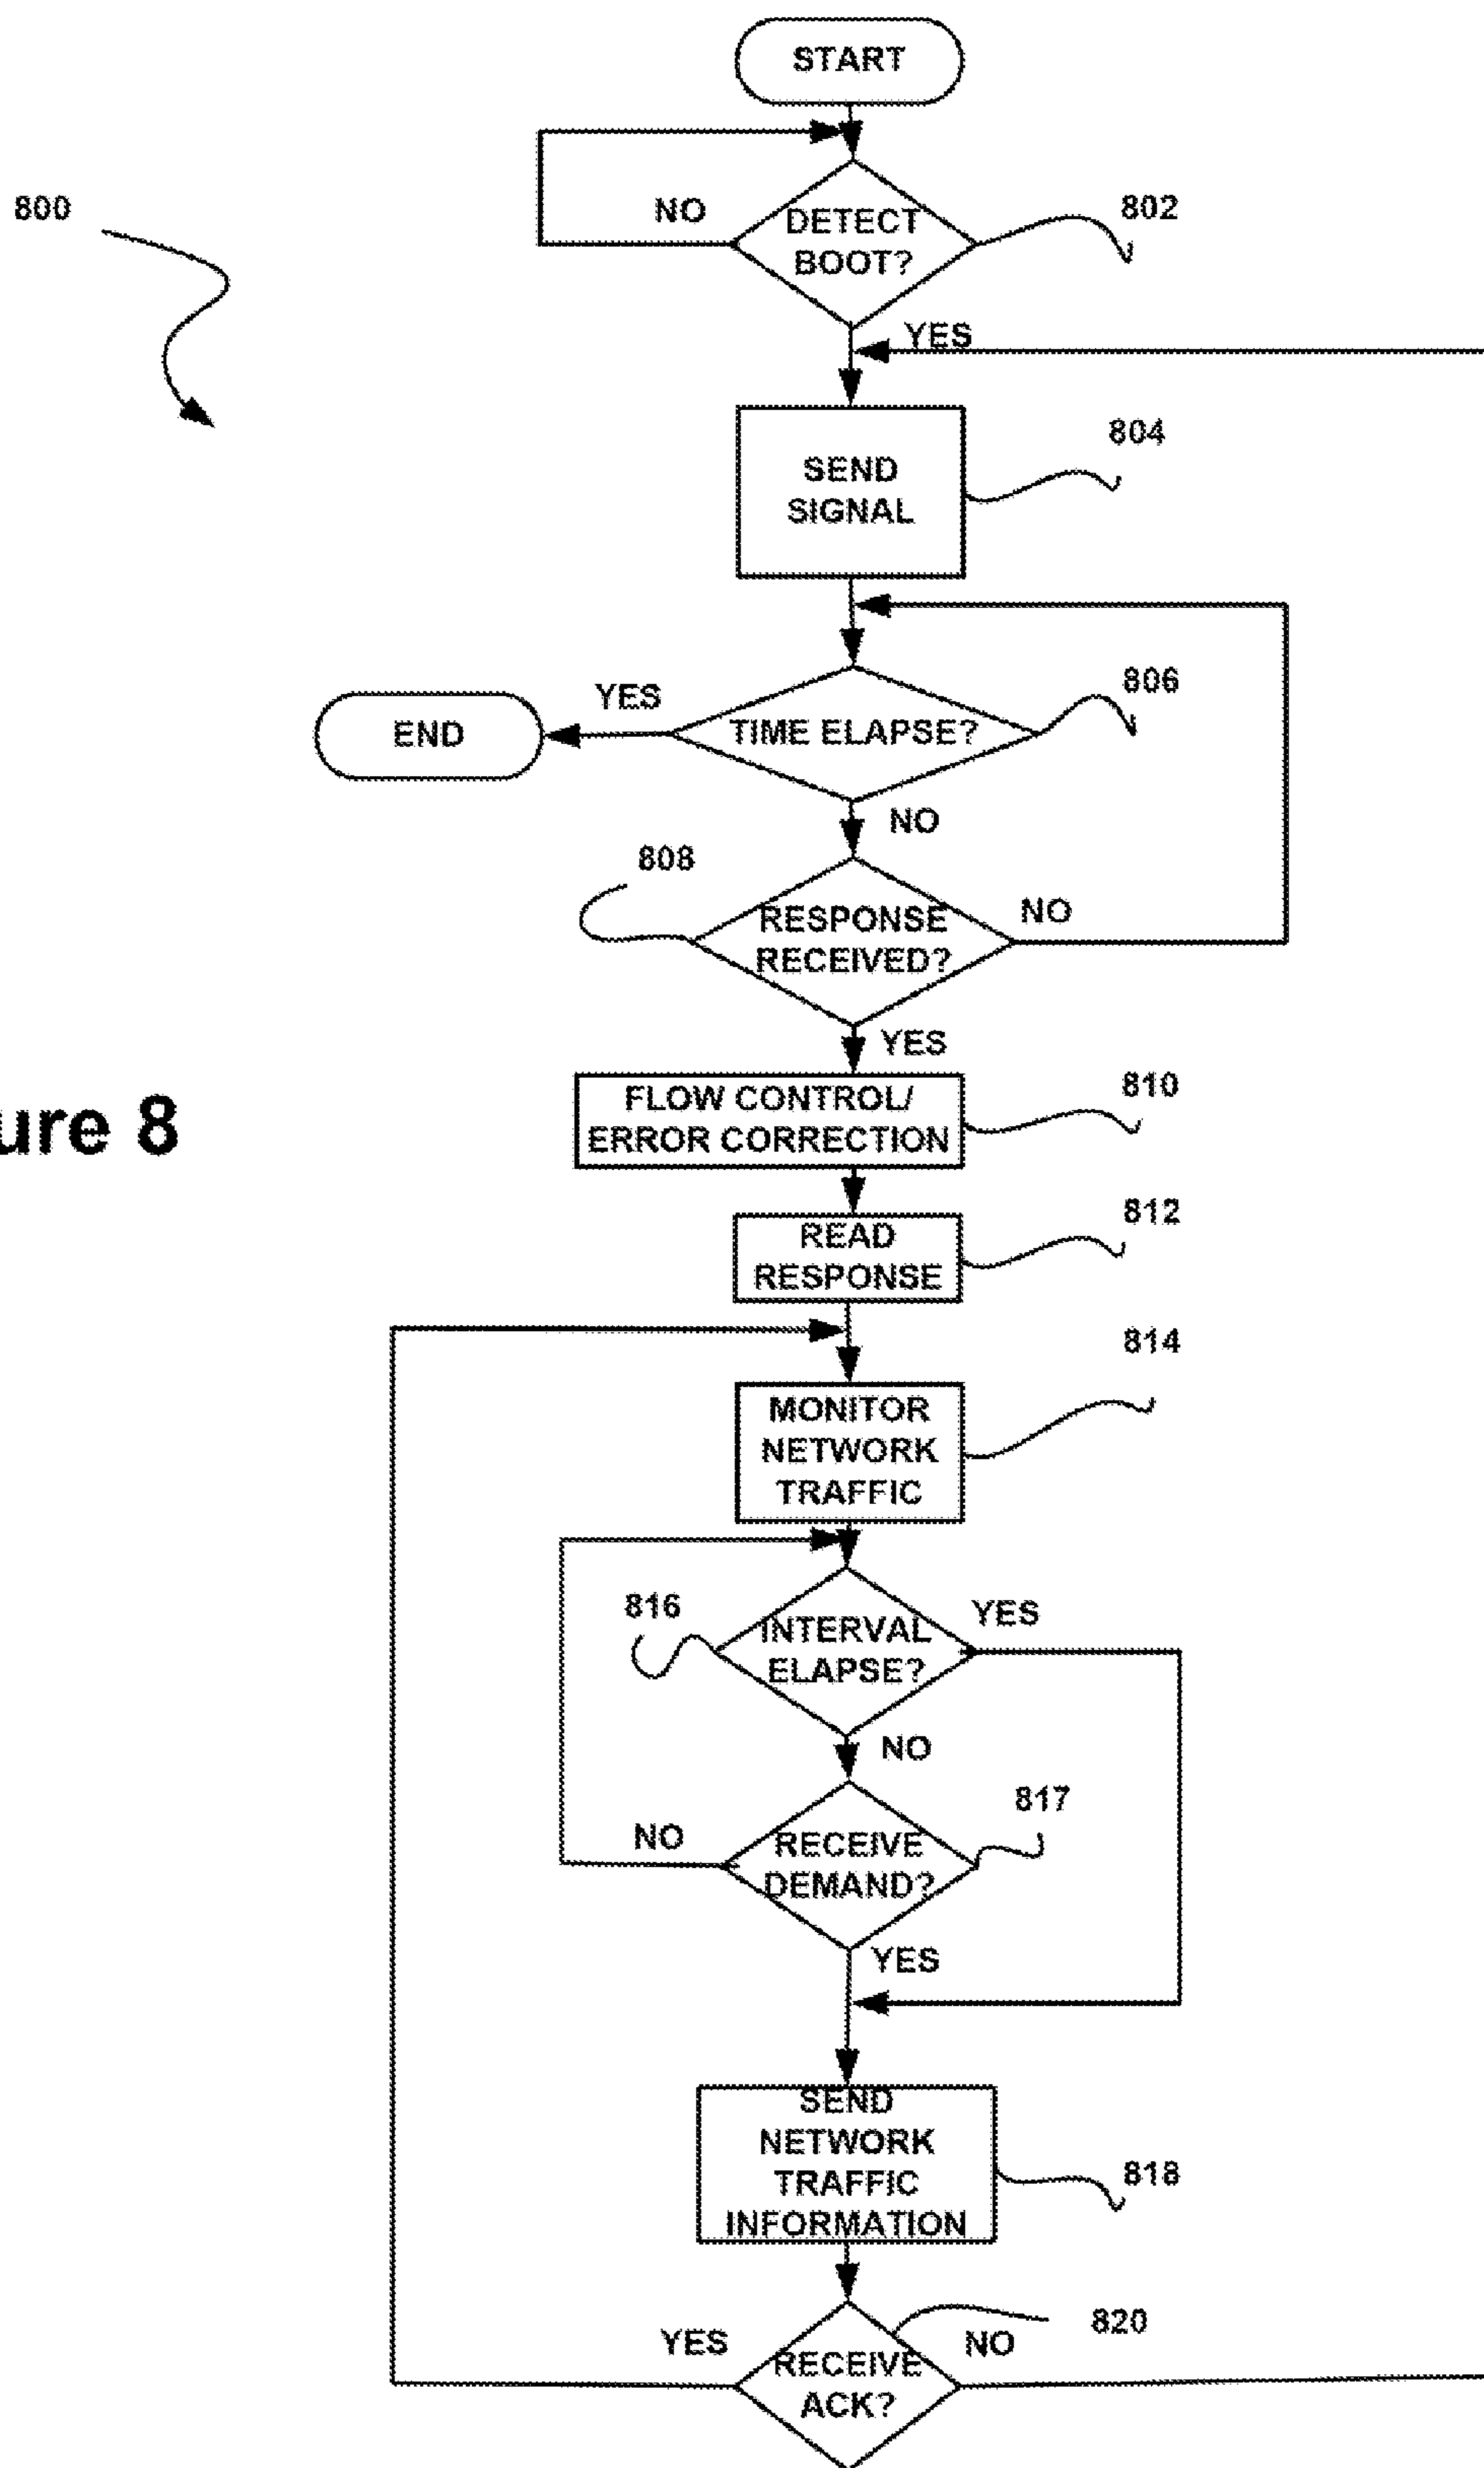 START
800
NO
DETECT
BOOT?
802
YES
SEND
SIGNAL
804
YES
END
TIME ELAPSE?
806
NO
808
RESPONSE
RECEIVED?
NO
YES
ure 8
FLOW CONTROL/
ERROR CORRECTION
810
READ
RESPONSE
812
814
MONITOR
NETWORK
TRAFFIC
816
INTERVAL
ELAPSE?
YES
NO
817
NO
RECEIVE
DEMAND?
YES
SEND
NETWORK
TRAFFIC
INFORMATION
818
820
YES
NO
RECEIVE
ACK?